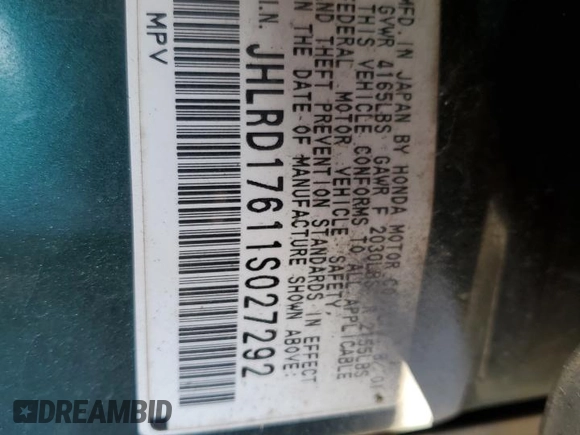 MFD. IN JAPAN BY HONDA MOTOR CO.
GVWR 4165LBS GAWR F 2030LBS 2155LBS
THIS VEHICLE CONFORMS TO ALL APPLICABLE
FEDERAL MOTOR VEHICLE SAFETY,
AND THEFT PREVENTION STANDARDS IN EFFECT
ON THE DATE OF MANUFACTURE SHOWN ABOVE:
V.I.N. JHLRD17611S027292
MPV
DREAMBID